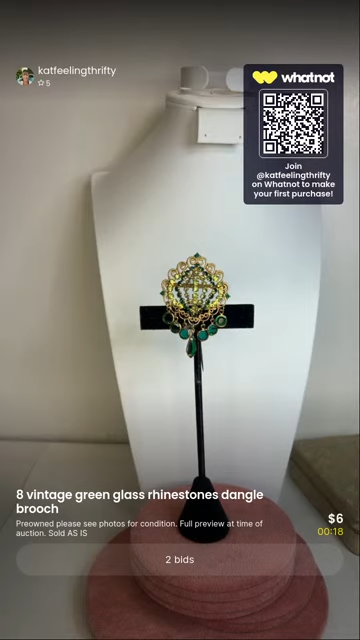 katfeelingthrifty
5
whatnot
Join
@katfeelingthrifty
on Whatnot to make
your first purchase!
8 vintage green glass rhinestones dangle
brooch
$6
Preowned please see photos for condition. Full preview at time of
auction. Sold AS IS
00:18
2 bids